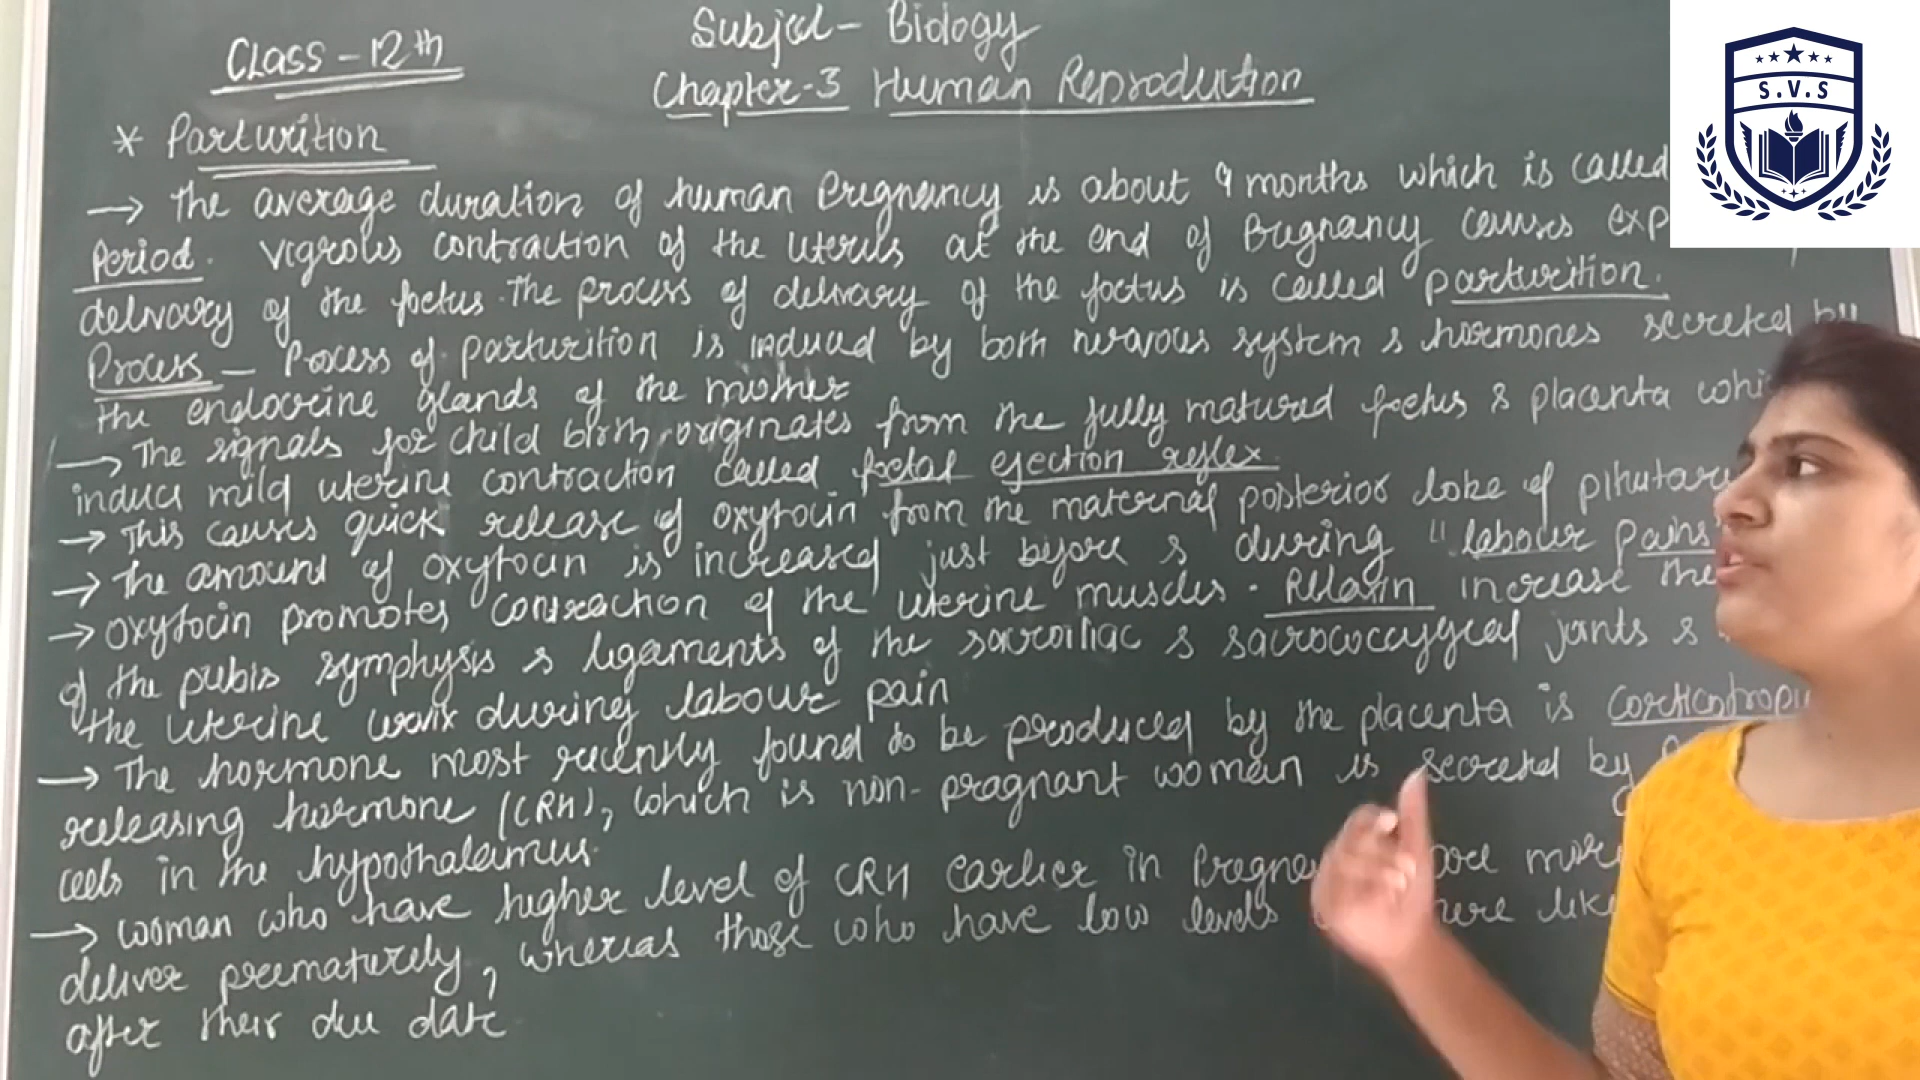 Class - 12th
Subject - Biology
Chapter-3 Human Reproduction
S.V.S
* Parturition
→ The average duration of human Pregnancy is about 9 months which is called
Period. Vigrous contraction of the uterus at the end of Pregnancy causes exp
delivary of the foetus. The process of delivary of the foetus is called parturition.
Process - Process of parturition is induced by both nervous system & hormones secreted by
the endocrine glands of the mother
→ The signals for child birth originates from the fully matured foetus & placenta whi
induce mild uterine contraction called foetal ejection reflex.
→ This causes quick release of oxytocin from the maternal posterior lobe of pituitary
→ The amount of oxytocin is increased just before & during "labour pains"
→ Oxytocin promotes contraction of the uterine muscles. Relaxin increase the
of the pubis symphysis & ligaments of the sacroiliac & sacrococcygeal joints &
the uterine during labour pain
→ The hormone most recently found to be produced by the placenta is corticotropin
releasing hormone (CRH), which is non-pragnant woman is secreted by
cells in the hypothalamus.
→ Woman who have higher level of CRH earlier in Pregna more
deliver prematurely, whereas those who have low levels like
after their due date